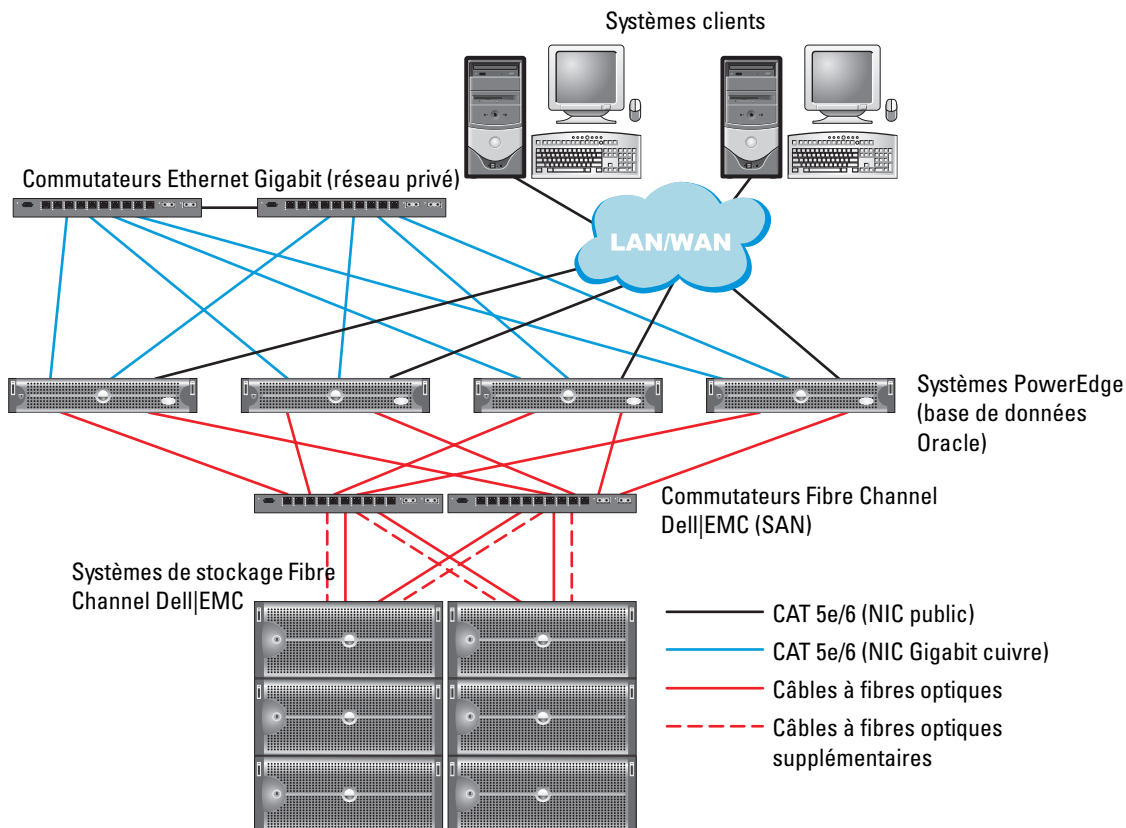 Systèmes clients
Commutateurs Ethernet Gigabit (réseau privé)
LAN/WAN
Systèmes PowerEdge
(base de données
Oracle)
Commutateurs Fibre Channel
Dell|EMC (SAN)
Systèmes de stockage Fibre
Channel Dell|EMC
CAT 5e/6 (NIC public)
CAT 5e/6 (NIC Gigabit cuivre)
Câbles à fibres optiques
Câbles à fibres optiques
supplémentaires